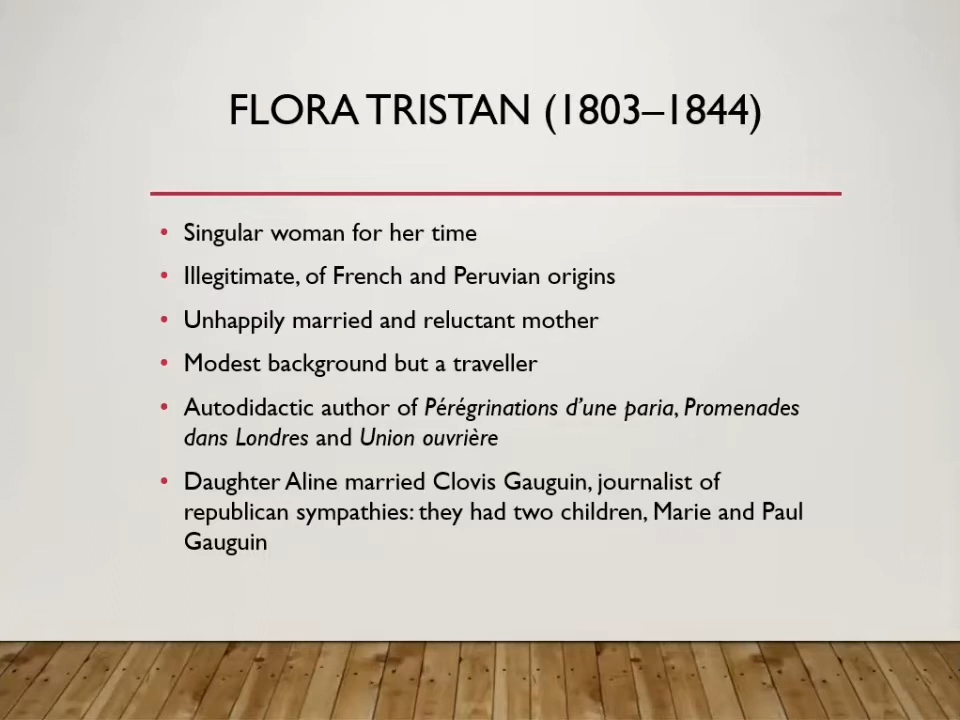 FLORA TRISTAN (1803–1844)
• Singular woman for her time
• Illegitimate, of French and Peruvian origins
• Unhappily married and reluctant mother
• Modest background but a traveller
• Autodidactic author of Pérégrinations d’une paria, Promenades
dans Londres and Union ouvrière
• Daughter Aline married Clovis Gauguin, journalist of
republican sympathies: they had two children, Marie and Paul
Gauguin